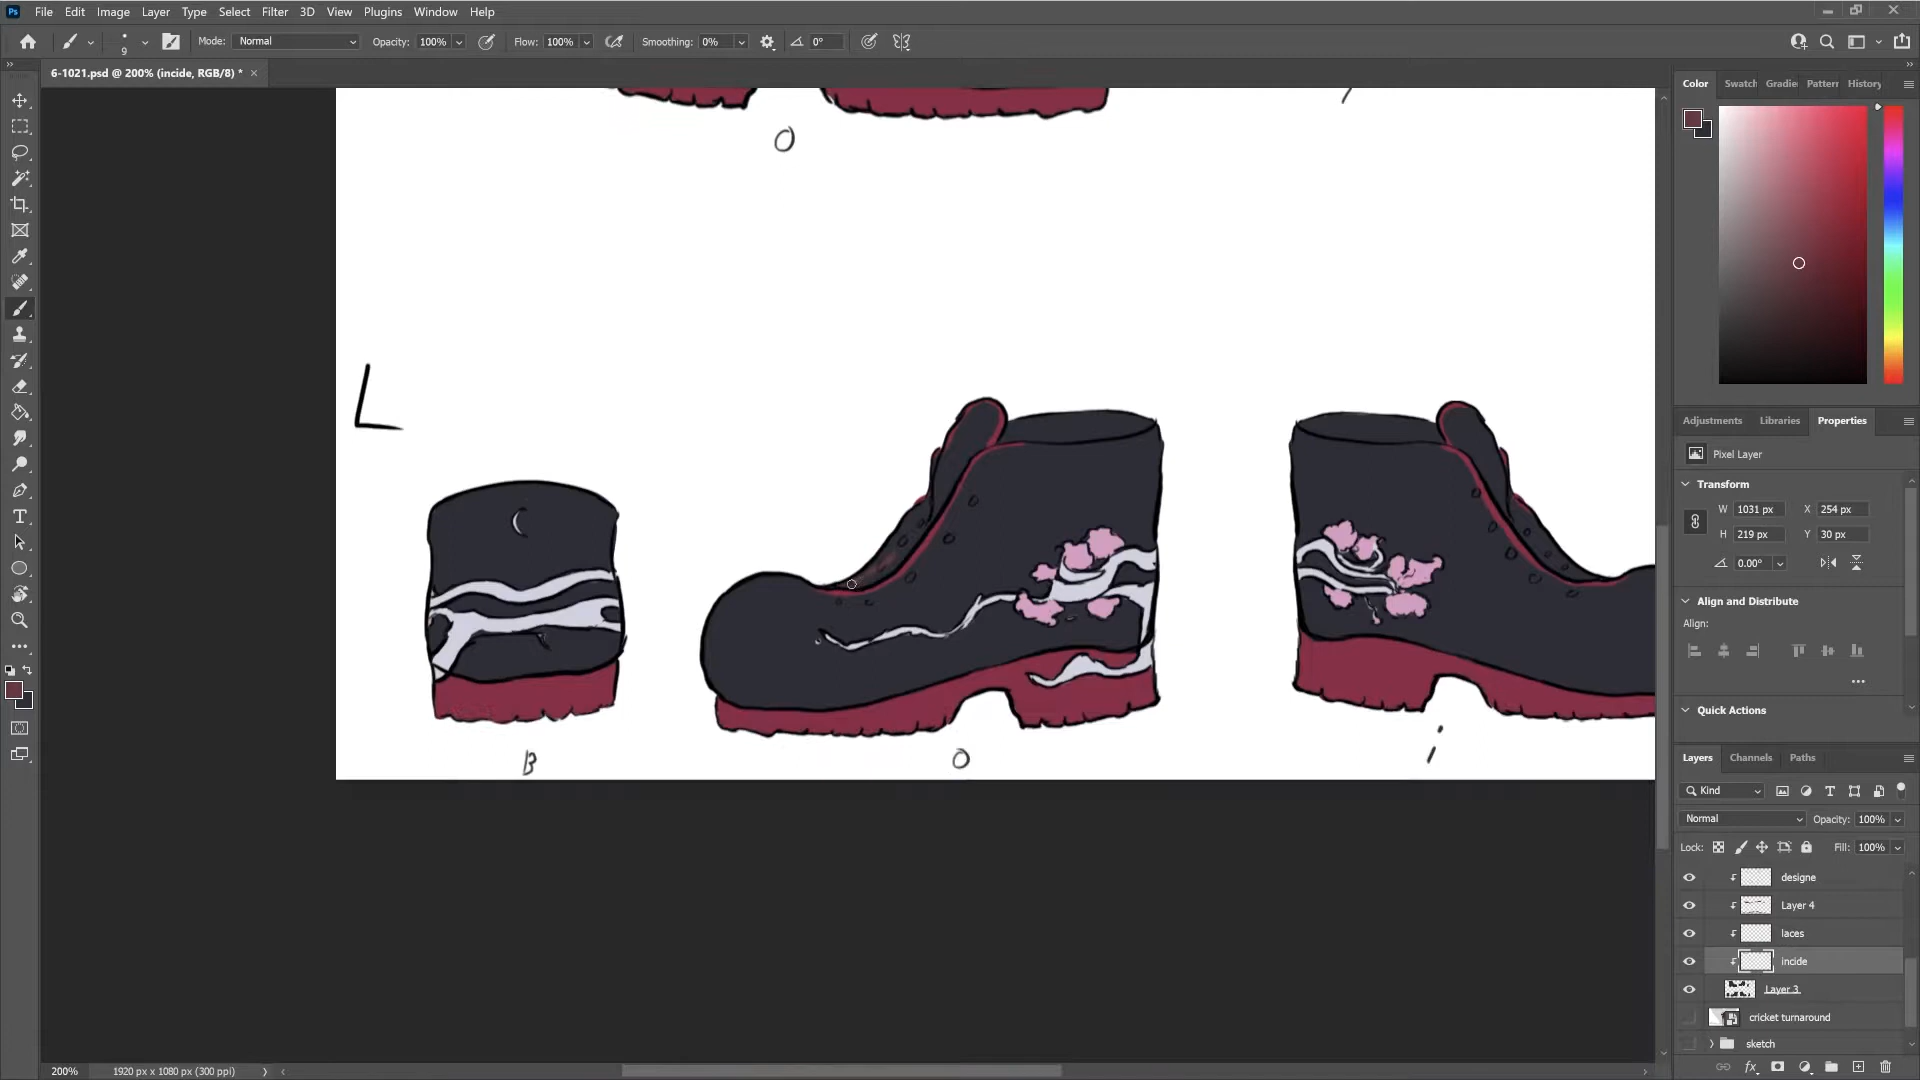 Ps File Edit Image Layer Type Select Filter 3D View Plugins Window Help
9 Mode: Normal Opacity: 100% Flow: 100% Smoothing: 0% 0°
6-1021.psd @ 200% (incide, RGB/8) *
Color Swatch Gradie Patterr History
O
L
B
O
i
Adjustments Libraries Properties
Pixel Layer
Transform
W 1031 px X 254 px
H 219 px Y 30 px
0.00°
Align and Distribute
Align:
Quick Actions
Layers Channels Paths
Kind
Normal Opacity: 100%
Lock: Fill: 100%
designe
Layer 4
laces
incide
Layer 3
cricket turnaround
sketch
fx
200% 1920 px x 1080 px (300 ppi)